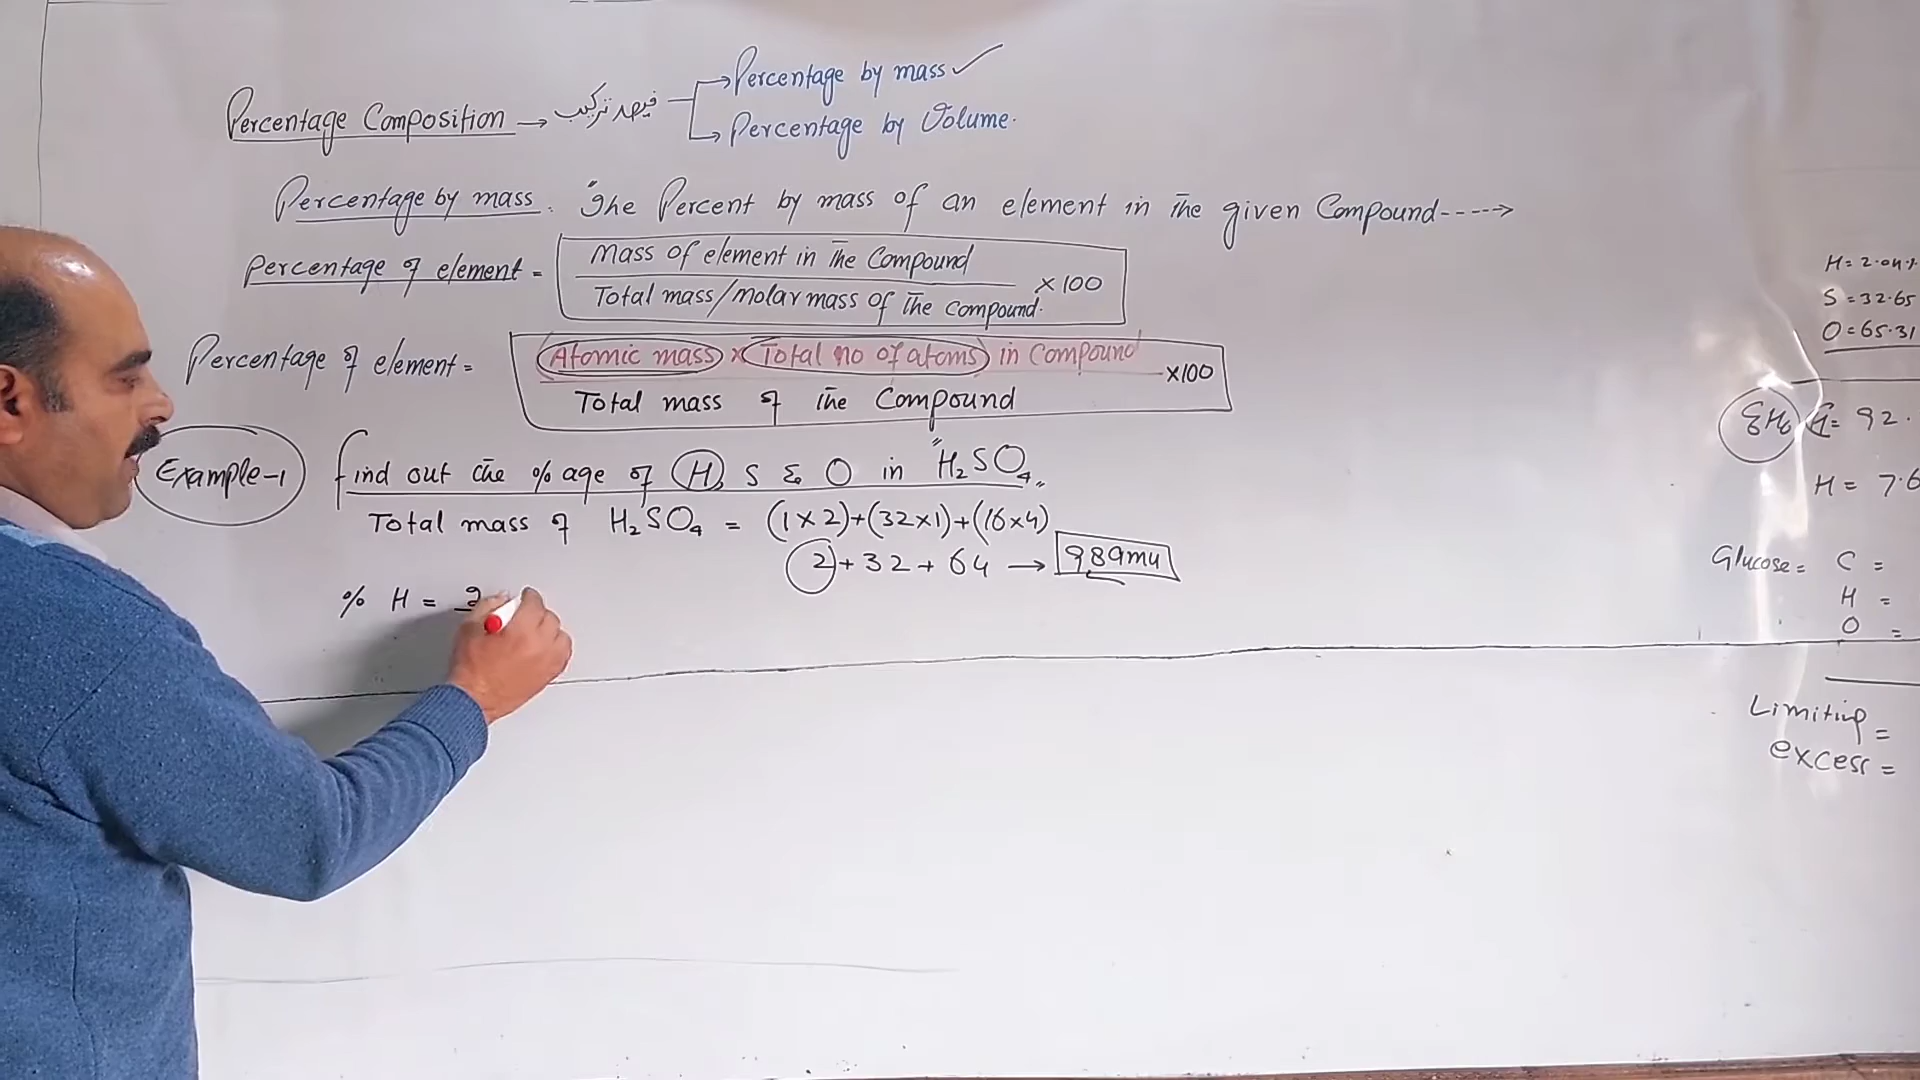 Percentage Composition → فیصد ترکیب → Percentage by mass ✓
→ Percentage by Volume.
Percentage by mass. The Percent by mass of an element in the given Compound---->
Percentage of element = Mass of element in the Compound
Total mass/molar mass of the compound. ×100
Percentage of element = Atomic mass × Total no of atoms in Compound
Total mass of the Compound ×100
Example-1 find out the % age of H, S & O in "H₂SO₄"
Total mass of H₂SO₄ = (1×2)+(32×1)+(16×4)
2 + 32 + 64 → 98amu
% H = 2
H = 2.04%
S = 32.65
O = 65.31
= 92.
H = 7.6
Glucose = C =
H =
O =
Limiting =
excess =